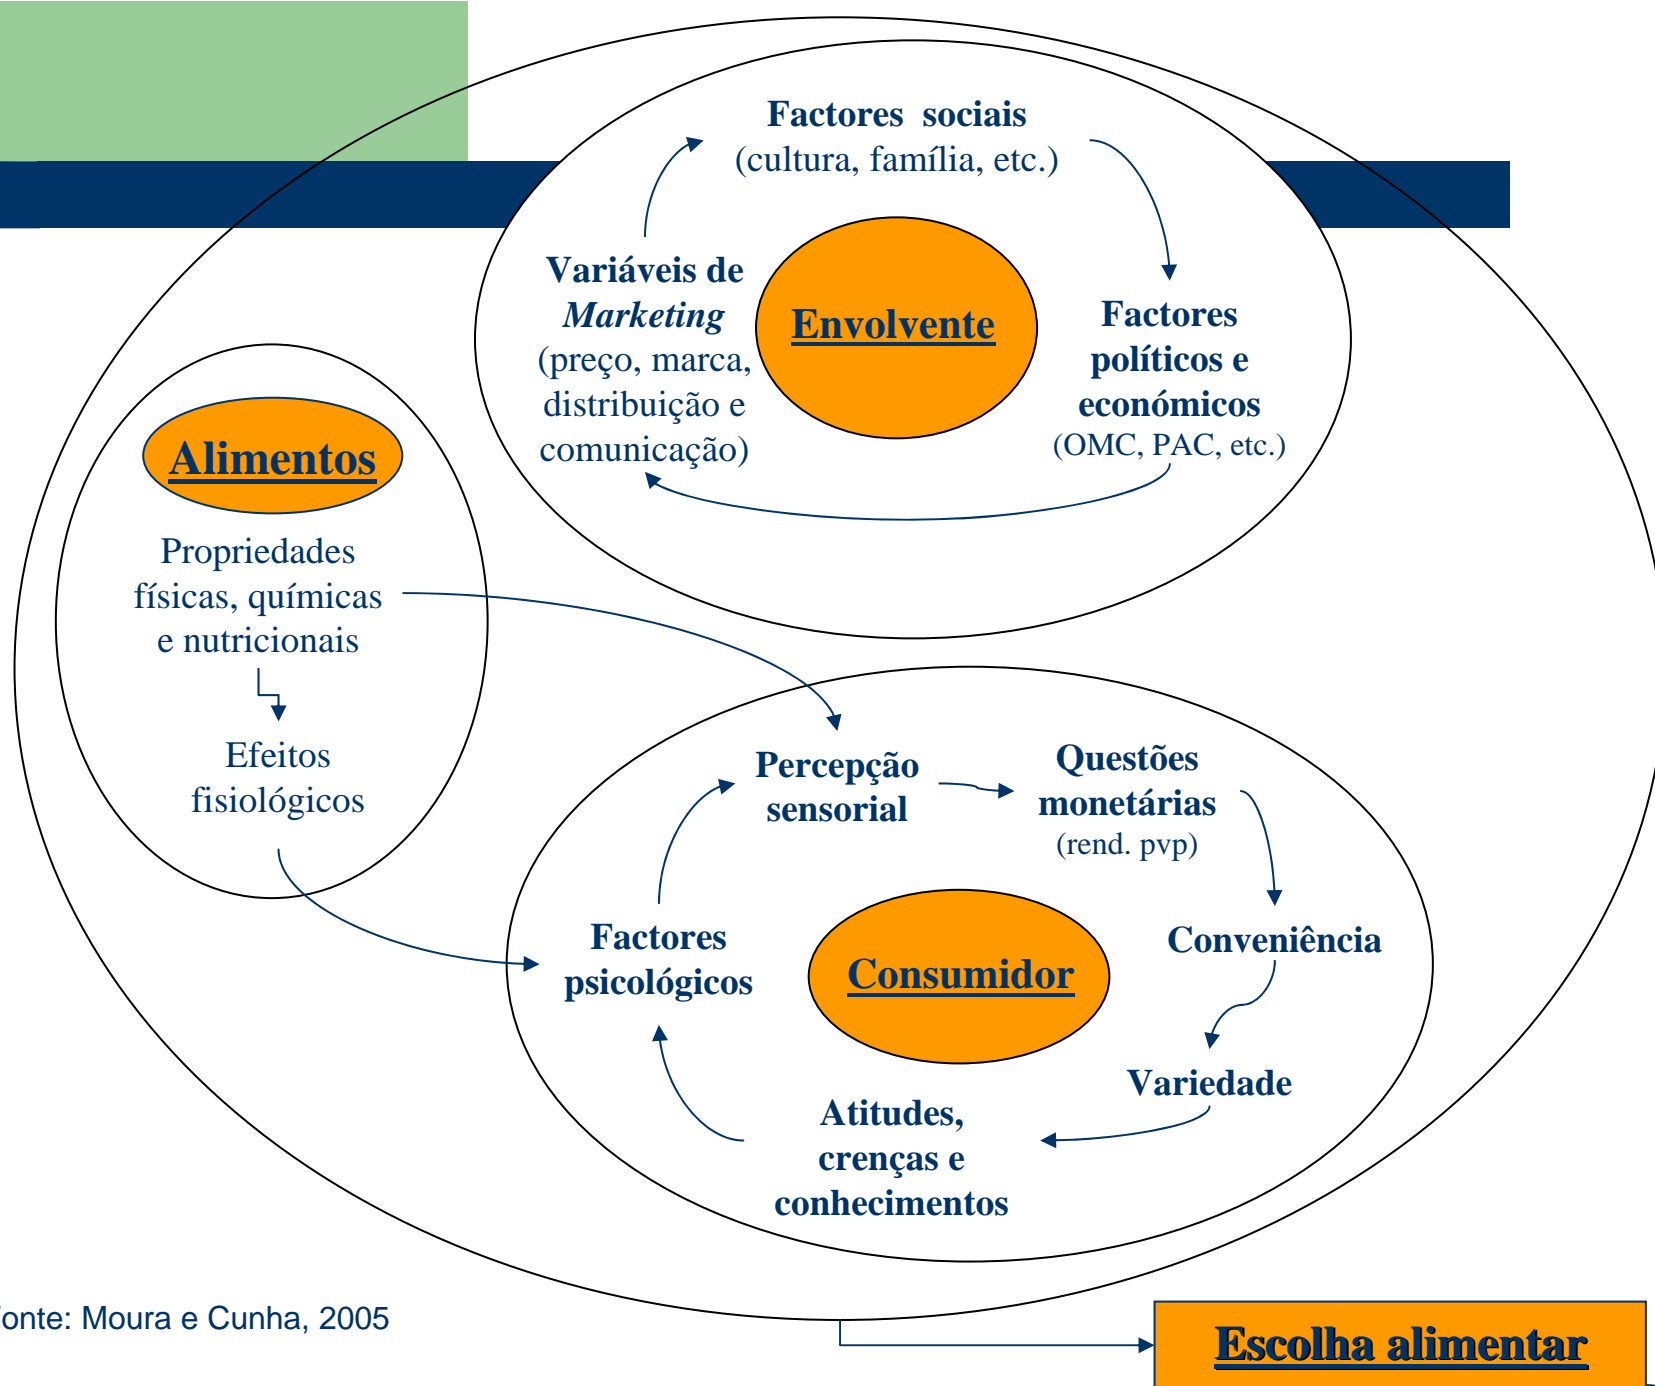 Factores sociais
(cultura, família, etc.)
Variáveis de
Marketing
(preço, marca,
distribuição e
comunicação)
Envolvente
Factores
políticos e
económicos
(OMC, PAC, etc.)
Alimentos
Propriedades
físicas, químicas
e nutricionais
Efeitos
fisiológicos
Percepção
sensorial
Questões
monetárias
(rend. pvp)
Factores
psicológicos
Consumidor
Conveniência
Variedade
Atitudes,
crenças e
conhecimentos
onte: Moura e Cunha, 2005
Escolha alimentar